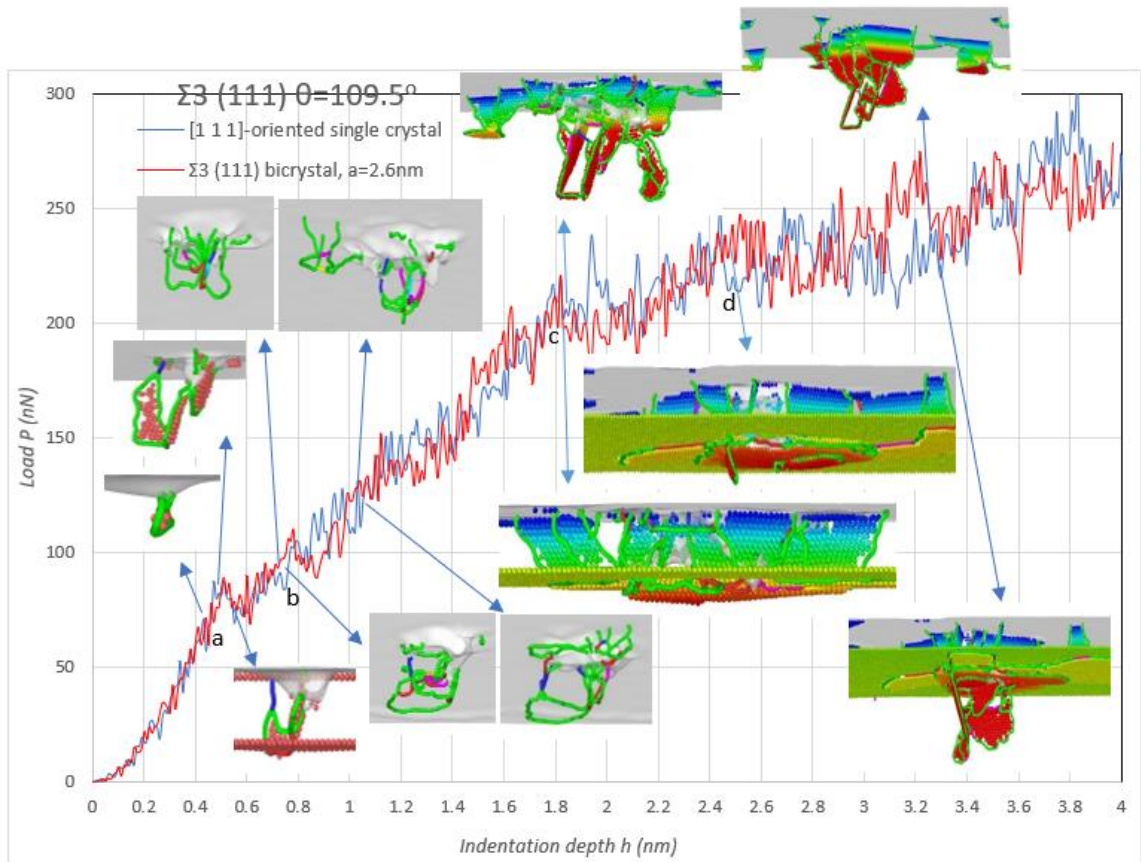 Σ3 (111) θ=109.5°
[1 1 1]-oriented single crystal
Σ3 (111) bicrystal, a=2.6nm
300
250
200
150
100
50
0
Load P (nN)
a
b
c
d
0 0.2 0.4 0.6 0.8 1 1.2 1.4 1.6 1.8 2 2.2 2.4 2.6 2.8 3 3.2 3.4 3.6 3.8 4
Indentation depth h (nm)